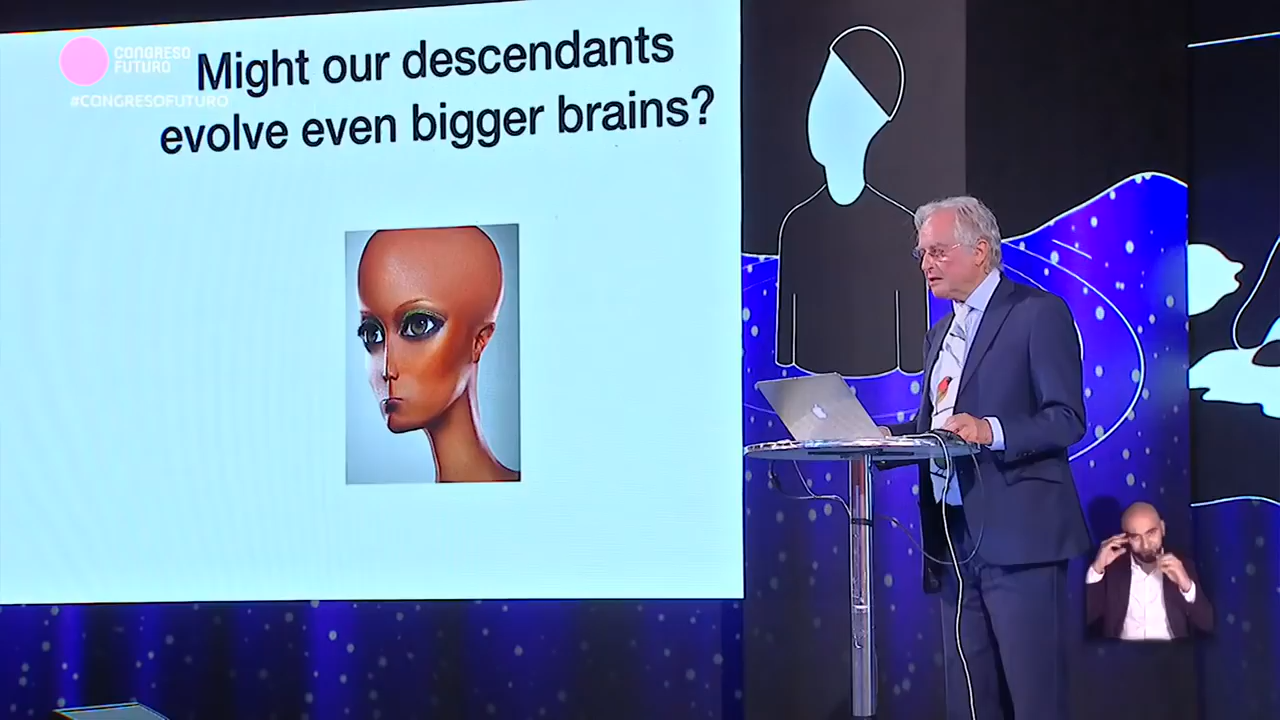 CONGRESO
FUTURO
#CONGRESOFUTURO
Might our descendants
evolve even bigger brains?